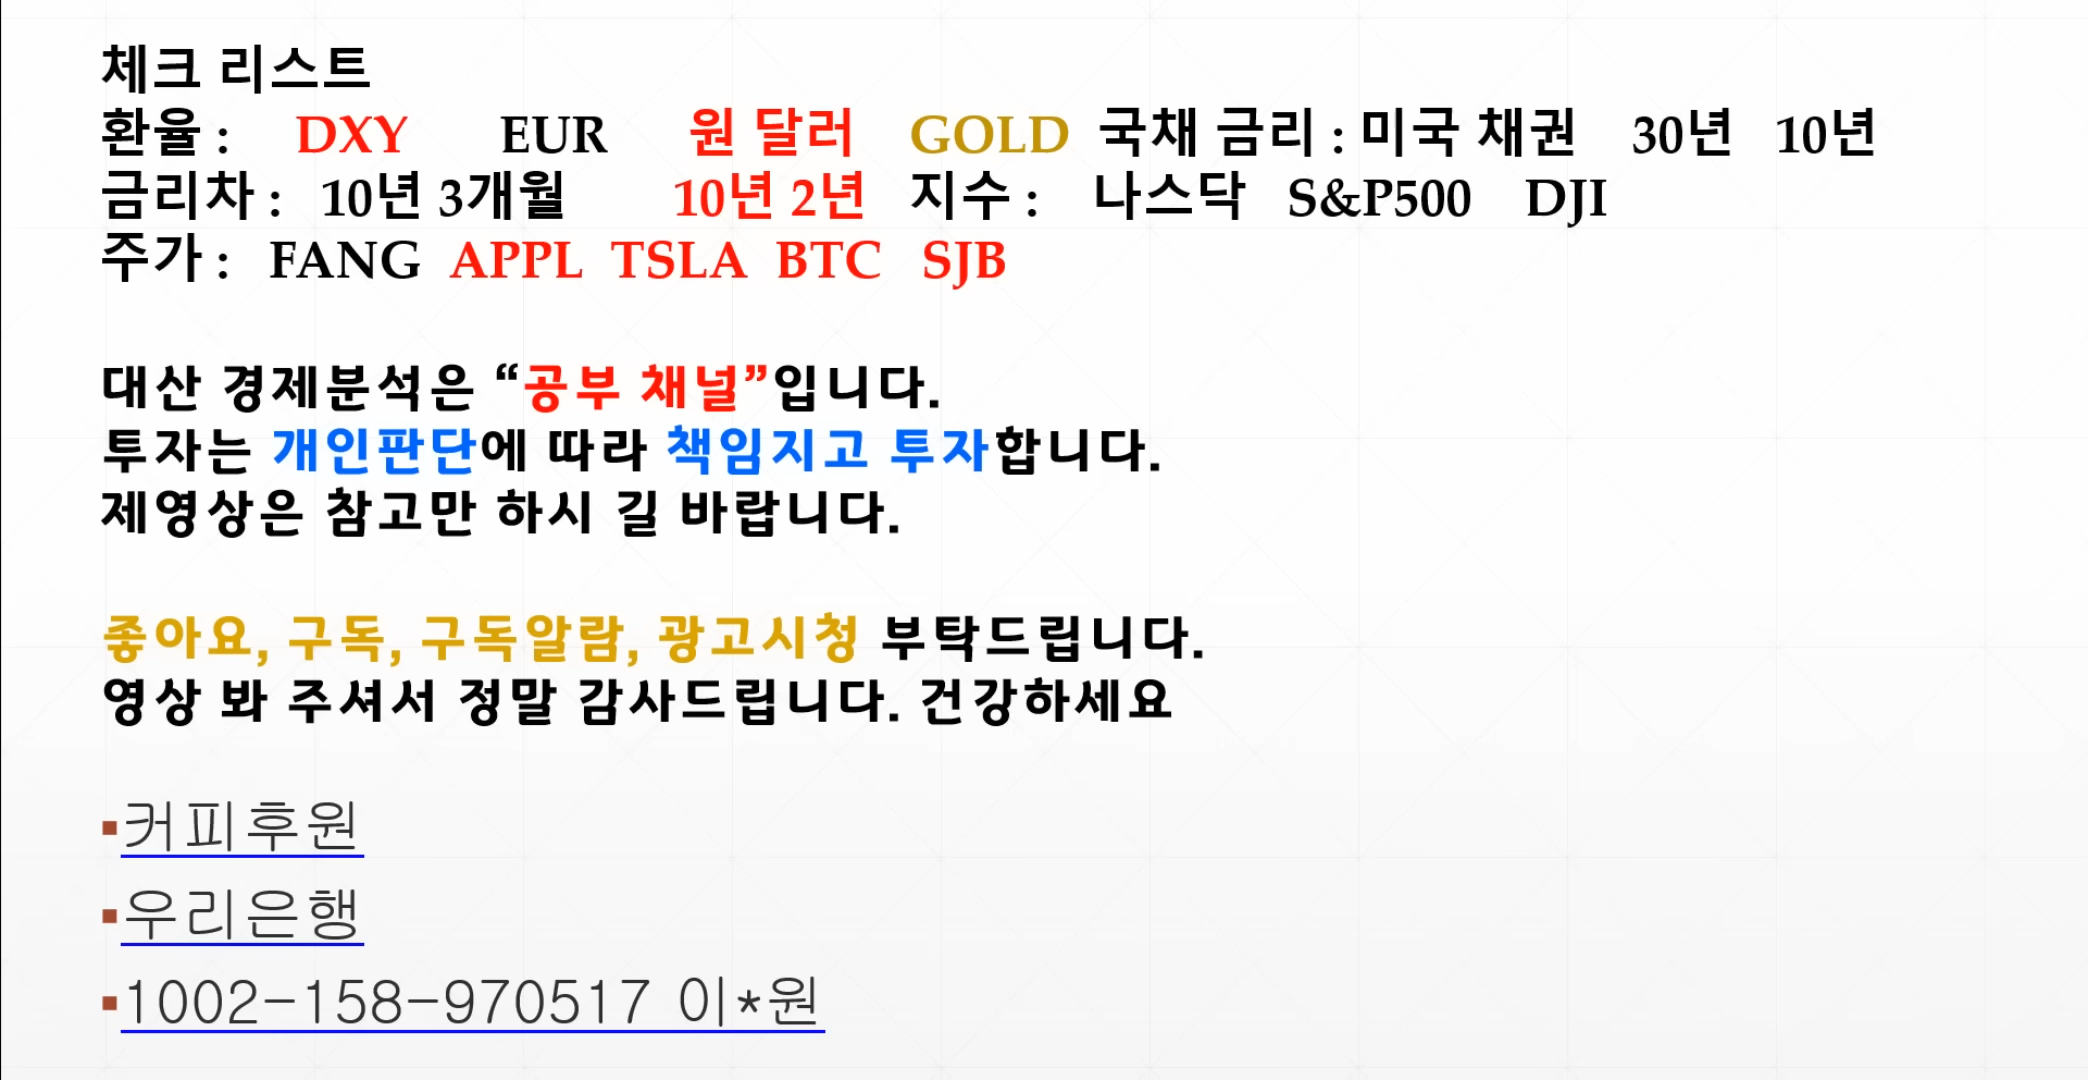 체크 리스트
환율 : DXY EUR 원 달러 GOLD 국채 금리 : 미국 채권 30년 10년
금리차 : 10년 3개월 10년 2년 지수 : 나스닥 S&P500 DJI
주가 : FANG APPL TSLA BTC SJB
대산 경제분석은 “공부 채널”입니다.
투자는 개인판단에 따라 책임지고 투자합니다.
제영상은 참고만 하시 길 바랍니다.
좋아요, 구독, 구독알람, 광고시청 부탁드립니다.
영상 봐 주셔서 정말 감사드립니다. 건강하세요
▪커피후원
▪우리은행
▪1002-158-970517 이*원